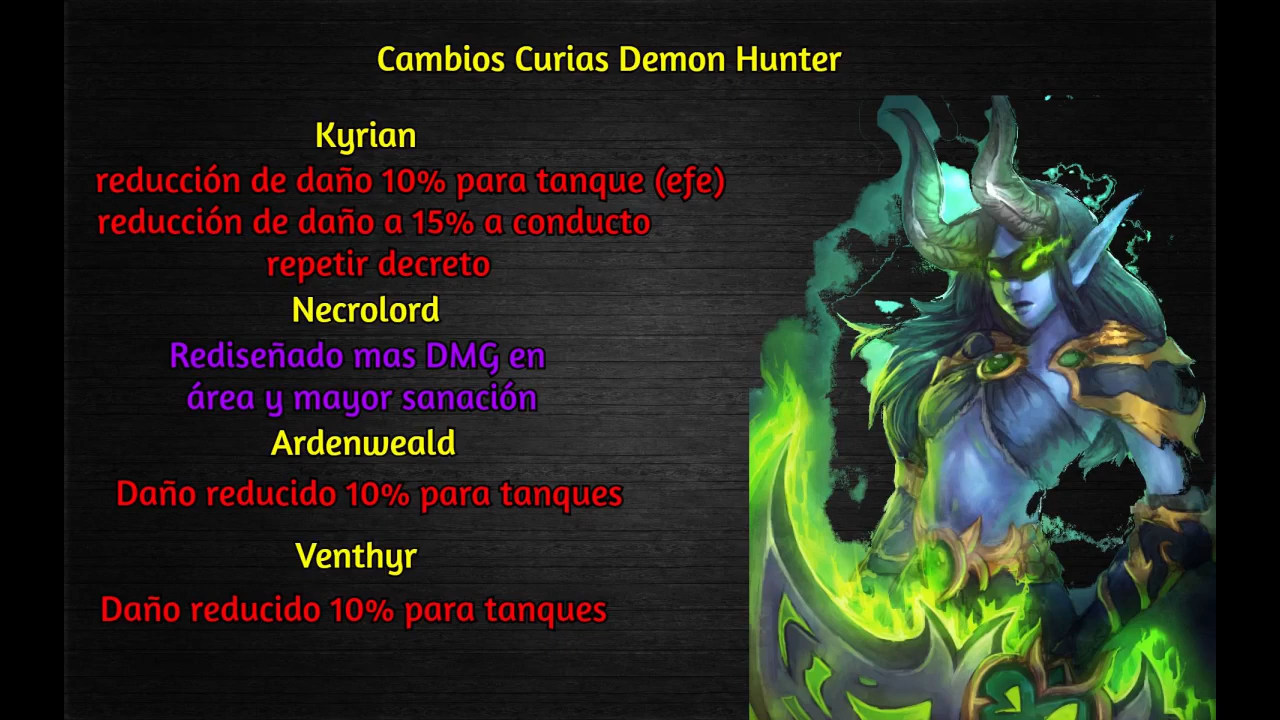 Cambios Curias Demon Hunter
Kyrian
reducción de daño 10% para tanque (efe)
reducción de daño a 15% a conducto
repetir decreto
Necrolord
Rediseñado mas DMG en
área y mayor sanación
Ardenweald
Daño reducido 10% para tanques
Venthyr
Daño reducido 10% para tanques